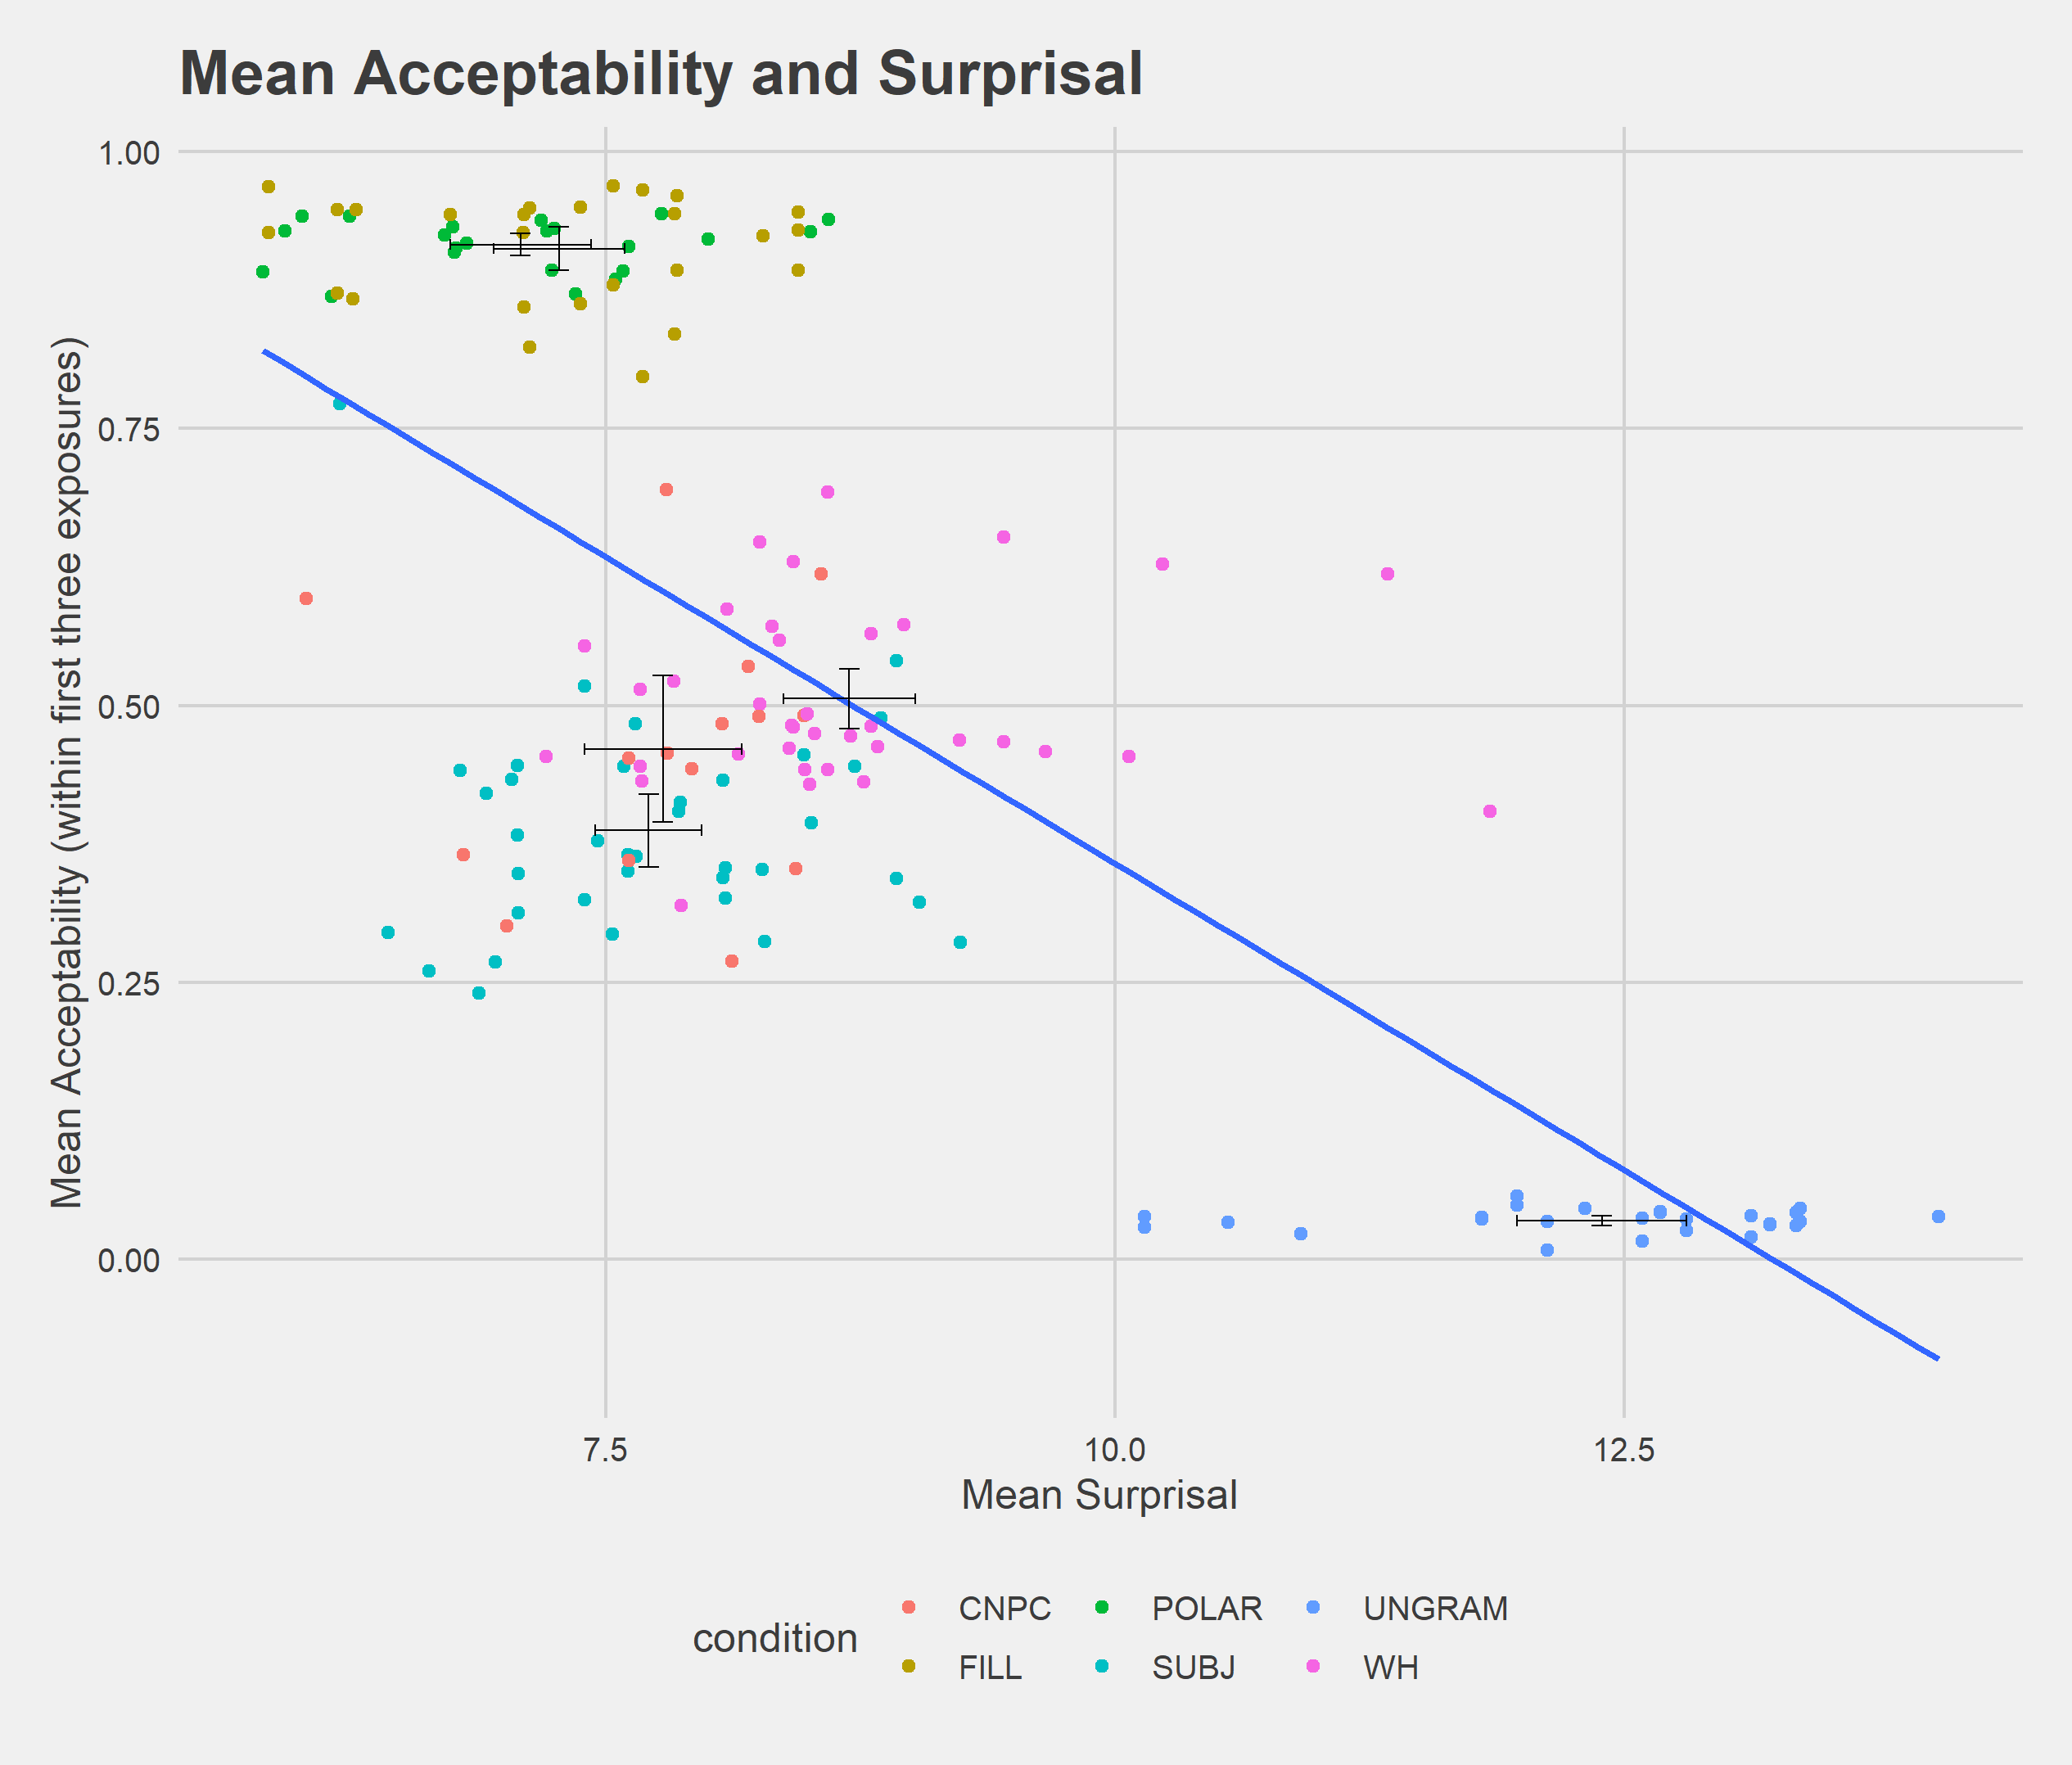 Mean Acceptability and Surprisal
Mean Acceptability (within first three exposures)
1.00
0.75
0.50
0.25
0.00
7.5 10.0 12.5
Mean Surprisal
condition
CNPC POLAR UNGRAM
FILL SUBJ WH